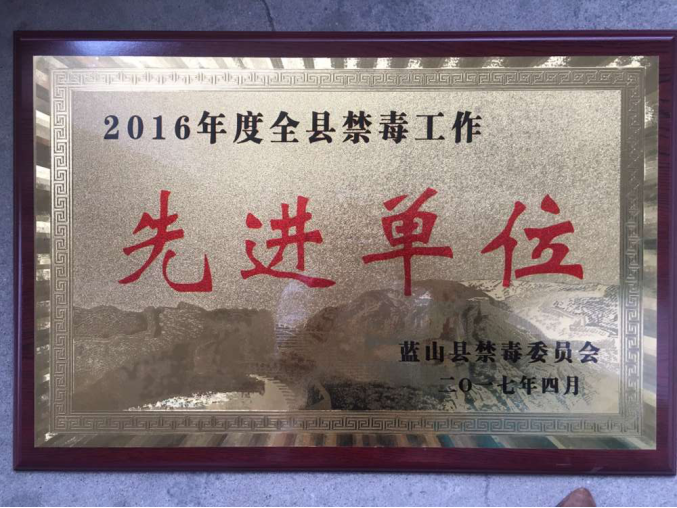 2016年度全县禁毒工作
先进单位
蓝山县禁毒委员会
二〇一七年四月